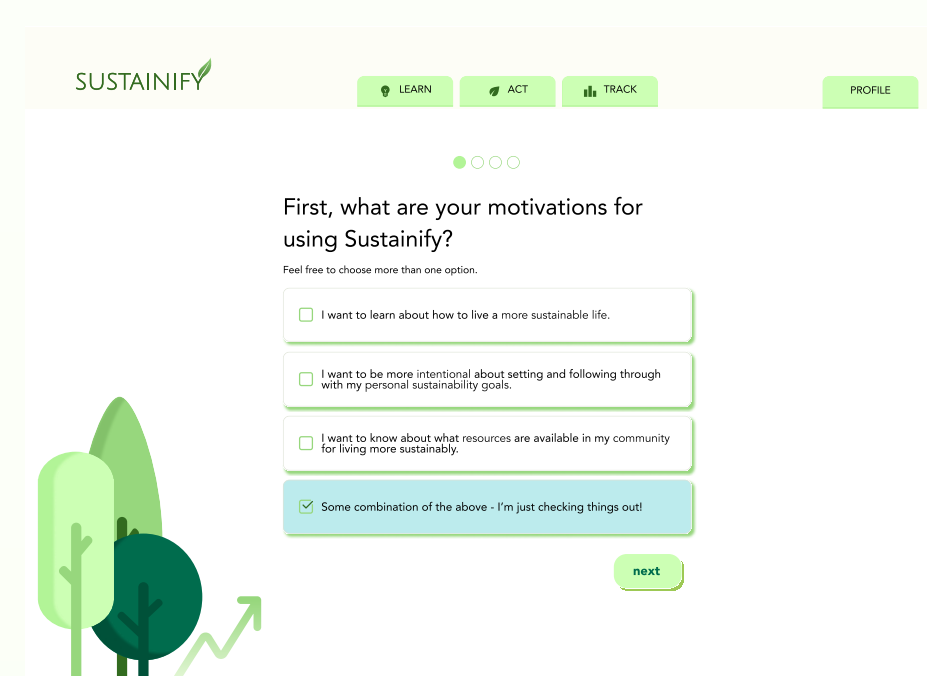 SUSTAINIFY
LEARN
ACT
TRACK
PROFILE
First, what are your motivations for
using Sustainify?
Feel free to choose more than one option.
I want to learn about how to live a more sustainable life.
I want to be more intentional about setting and following through
with my personal sustainability goals.
I want to know about what resources are available in my community
for living more sustainably.
Some combination of the above - I’m just checking things out!
next